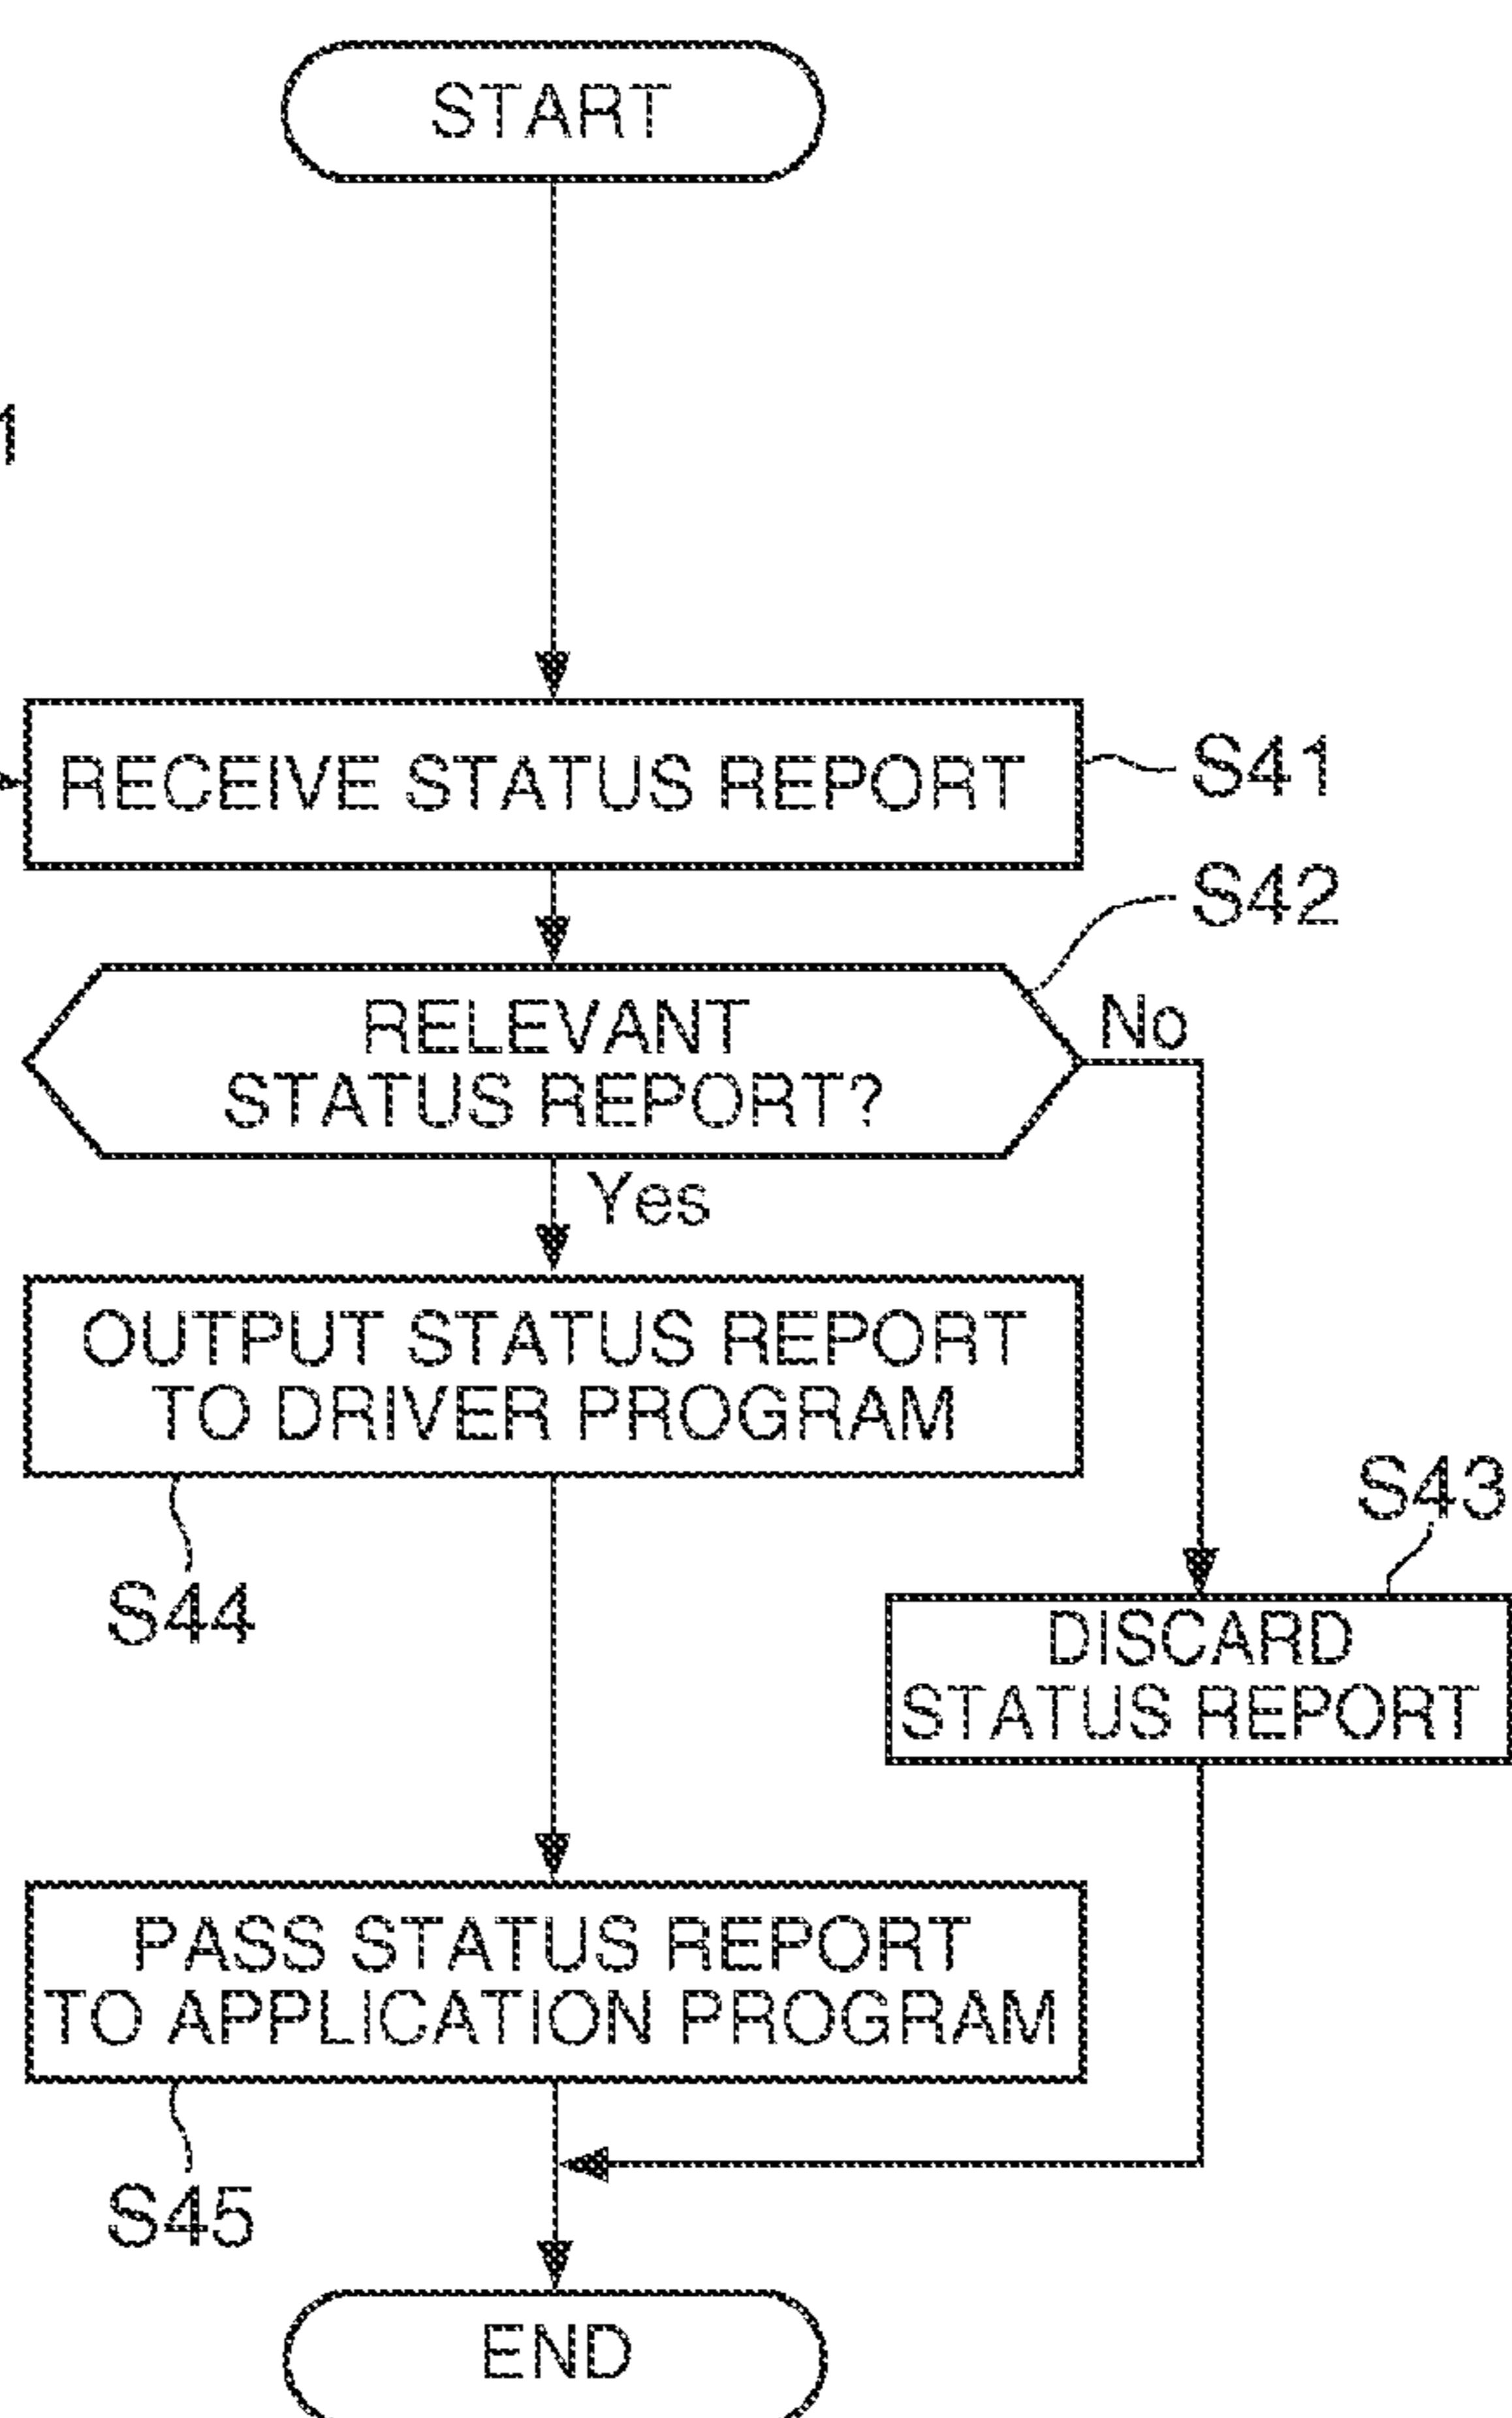 START
1
RECEIVE STATUS REPORT
S41
S42
RELEVANT
STATUS REPORT?
No
Yes
OUTPUT STATUS REPORT
TO DRIVER PROGRAM
S44
S43
DISCARD
STATUS REPORT
PASS STATUS REPORT
TO APPLICATION PROGRAM
S45
END